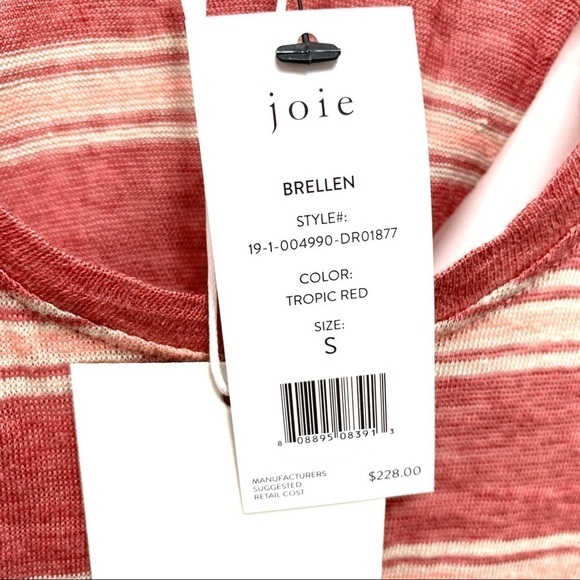 joie
BRELLEN
STYLE#:
19-1-004990-DR01877
COLOR:
TROPIC RED
SIZE:
S
8 08895 08391 3
MANUFACTURERS
SUGGESTED
RETAIL COST
$228.00